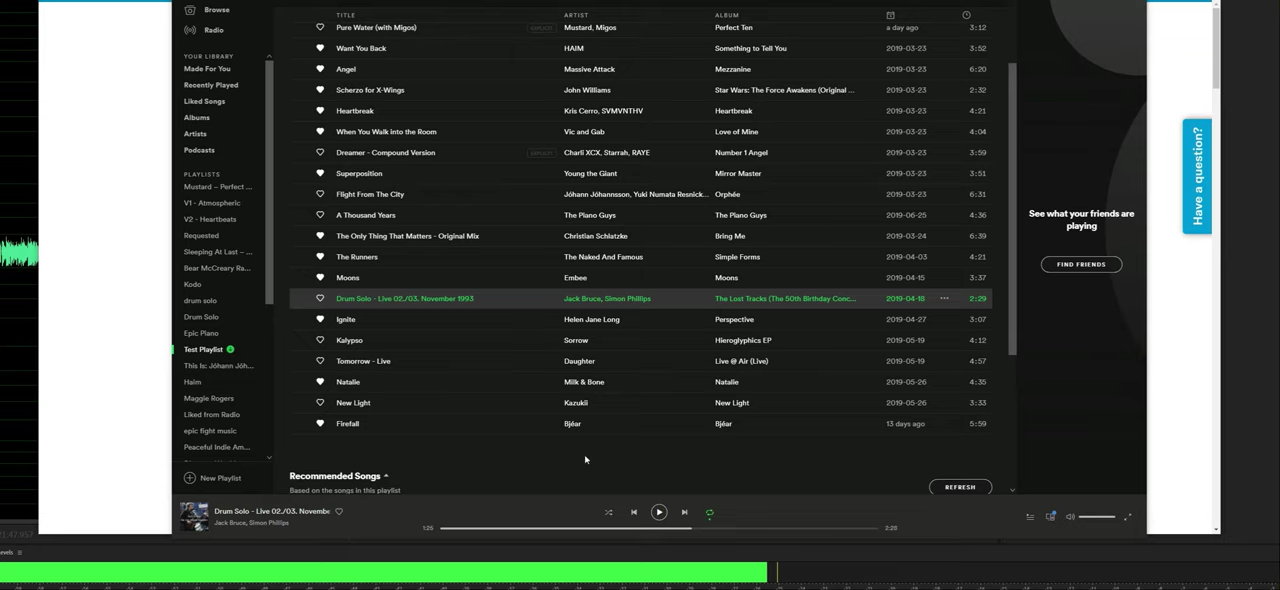 Browse
Radio
YOUR LIBRARY
Made For You
Recently Played
Liked Songs
Albums
Artists
Podcasts
PLAYLISTS
Mustard – Perfect ...
V1 - Atmospheric
V2 - Heartbeats
Requested
Sleeping At Last – ...
Bear McCreary Ra...
Kodo
drum solo
Drum Solo
Epic Piano
Test Playlist
This Is: Jóhann Jóh...
Haim
Maggie Rogers
Liked from Radio
epic fight music
Peaceful Indie Am...
New Playlist
TITLE ARTIST ALBUM
Pure Water (with Migos) EXPLICIT Mustard, Migos Perfect Ten a day ago 3:12
Want You Back HAIM Something to Tell You 2019-03-23 3:52
Angel Massive Attack Mezzanine 2019-03-23 6:20
Scherzo for X-Wings John Williams Star Wars: The Force Awakens (Original ... 2019-03-23 2:32
Heartbreak Kris Cerro, SVMVNTHV Heartbreak 2019-03-23 4:21
When You Walk into the Room Vic and Gab Love of Mine 2019-03-23 4:04
Dreamer - Compound Version EXPLICIT Charli XCX, Starrah, RAYE Number 1 Angel 2019-03-23 3:59
Superposition Young the Giant Mirror Master 2019-03-23 3:51
Flight From The City Jóhann Jóhannsson, Yuki Numata Resnick... Orphée 2019-03-23 6:31
A Thousand Years The Piano Guys The Piano Guys 2019-06-25 4:36
The Only Thing That Matters - Original Mix Christian Schlatzke Bring Me 2019-03-24 6:39
The Runners The Naked And Famous Simple Forms 2019-04-03 4:21
Moons Embee Moons 2019-04-15 3:37
Drum Solo - Live 02./03. November 1993 Jack Bruce, Simon Phillips The Lost Tracks (The 50th Birthday Conc... 2019-04-18 ... 2:29
Ignite Helen Jane Long Perspective 2019-04-27 3:07
Kalypso Sorrow Hieroglyphics EP 2019-05-19 4:12
Tomorrow - Live Daughter Live @ Air (Live) 2019-05-19 4:57
Natalie Milk & Bone Natalie 2019-05-26 4:35
New Light Kazukii New Light 2019-05-26 3:33
Firefall Bjéar Bjéar 13 days ago 5:59
Recommended Songs
Based on the songs in this playlist
REFRESH
See what your friends are
playing
FIND FRIENDS
Have a question?
Drum Solo - Live 02./03. Novembe
Jack Bruce, Simon Phillips
1:25
2:28
21:47.957
evels